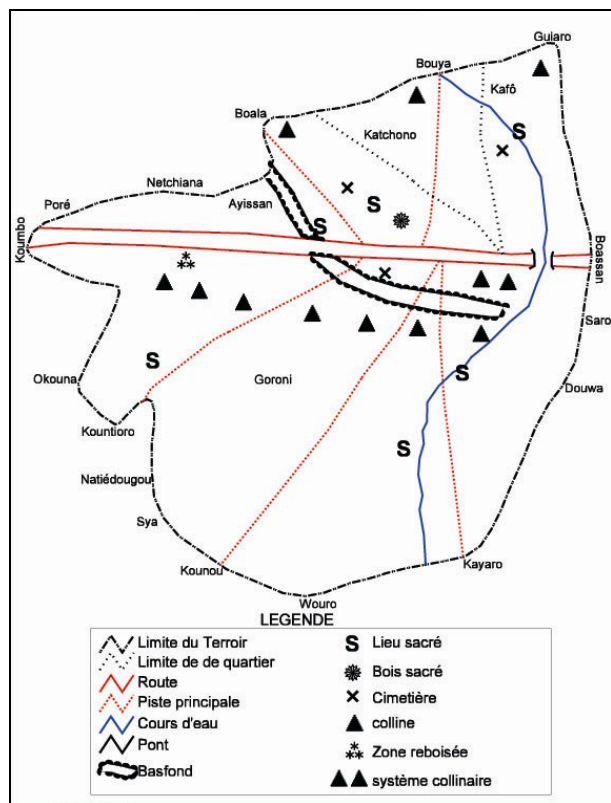 Guiaro
Bouya
Kafô
Boala
Katchono
Netchiana
Ayissan
Poré
Koumbo
Boassan
Saro
Okouna
Goroni
Douwa
Kountioro
Natiédougou
Sya
Kounou
Kayaro
Wouro
S
S
S
S
S
S
LEGENDE
Limite du Terroir
Limite de de quartier
Route
Piste principale
Cours d'eau
Pont
Basfond
S Lieu sacré
Bois sacré
Cimetière
colline
Zone reboisée
système collinaire